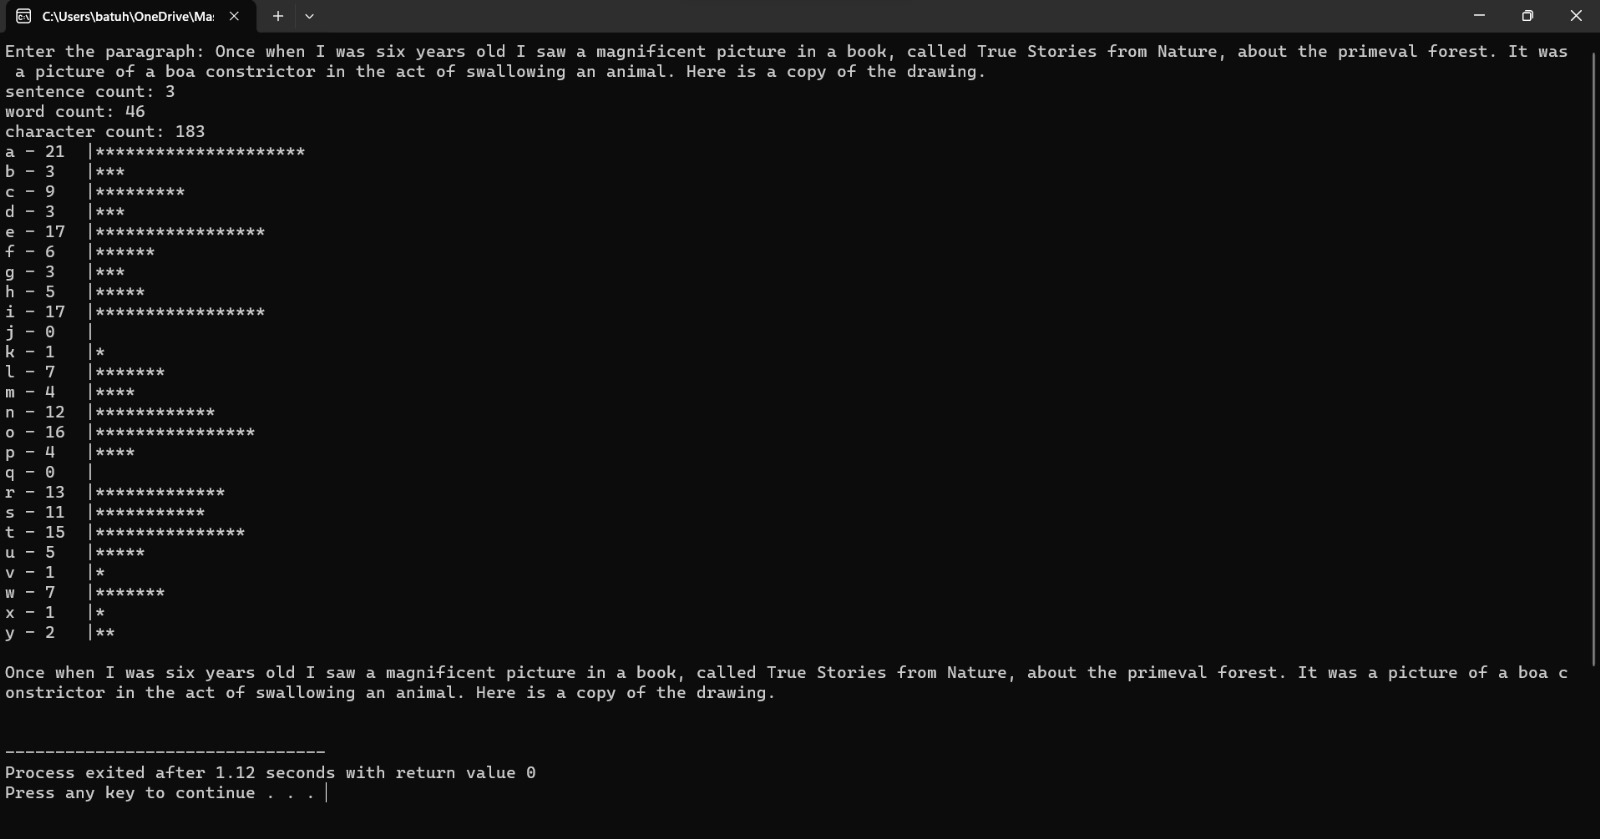 C:\Users\batuh\OneDrive\Ma:
Enter the paragraph: Once when I was six years old I saw a magnificent picture in a book, called True Stories from Nature, about the primeval forest. It was
a picture of a boa constrictor in the act of swallowing an animal. Here is a copy of the drawing.
sentence count: 3
word count: 46
character count: 183
a - 21  |*********************
b - 3   |***
c - 9   |*********
d - 3   |***
e - 17  |*****************
f - 6   |******
g - 3   |***
h - 5   |*****
i - 17  |*****************
j - 0   |
k - 1   |*
l - 7   |*******
m - 4   |****
n - 12  |************
o - 16  |****************
p - 4   |****
q - 0   |
r - 13  |*************
s - 11  |***********
t - 15  |***************
u - 5   |*****
v - 1   |*
w - 7   |*******
x - 1   |*
y - 2   |**
Once when I was six years old I saw a magnificent picture in a book, called True Stories from Nature, about the primeval forest. It was a picture of a boa c
onstrictor in the act of swallowing an animal. Here is a copy of the drawing.
--------------------------------
Process exited after 1.12 seconds with return value 0
Press any key to continue . . .